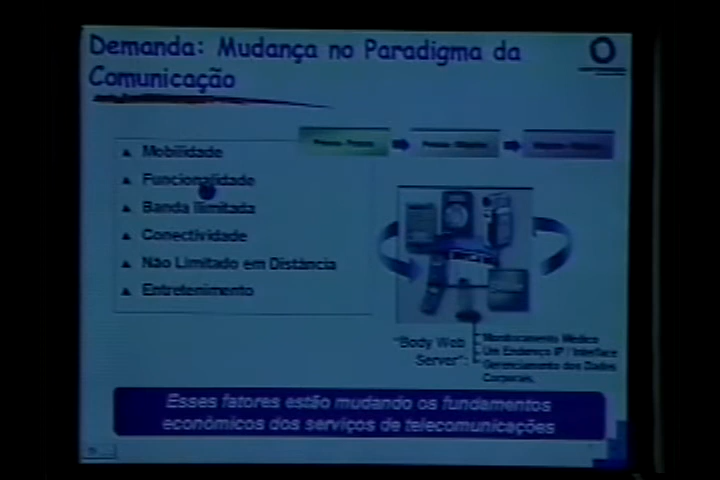 Demanda: Mudança no Paradigma da
Comunicação
Mobilidade
Funcionalidade
Banda Ilimitada
Conectividade
Não Limitado em Distância
Entretenimento
"Body Web
Server":
Monitoramento Médico
Um Endereço IP / Interface
Gerenciamento dos Dados
Corporais.
Esses fatores estão mudando os fundamentos
econômicos dos serviços de telecomunicações